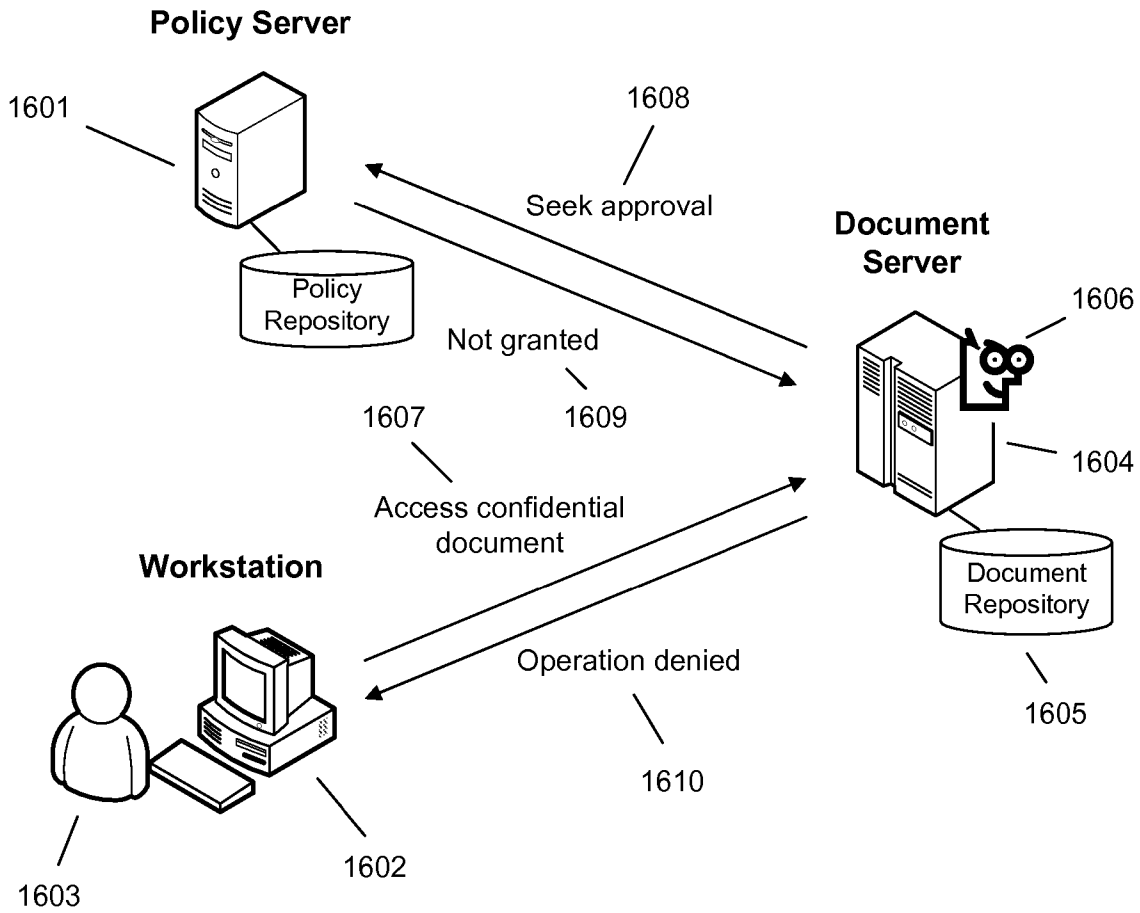 Policy Server
1601
1608
Seek approval
Document
Server
Policy
Repository
1606
Not granted
1609
1607
1604
Access confidential
document
Workstation
Document
Repository
Operation denied
1605
1610
1602
1603